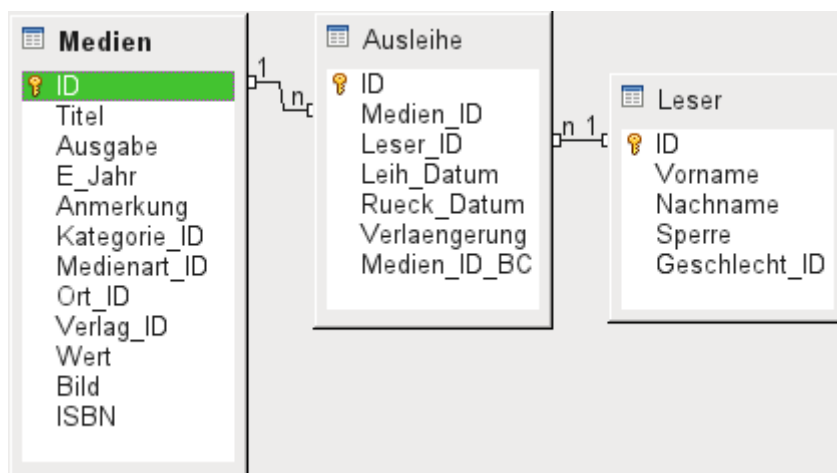 Medien
ID
Titel
Ausgabe
E_Jahr
Anmerkung
Kategorie_ID
Medienart_ID
Ort_ID
Verlag_ID
Wert
Bild
ISBN
1
n
Ausleihe
ID
Medien_ID
Leser_ID
Leih_Datum
Rueck_Datum
Verlaengerung
Medien_ID_BC
n 1
Leser
ID
Vorname
Nachname
Sperre
Geschlecht_ID